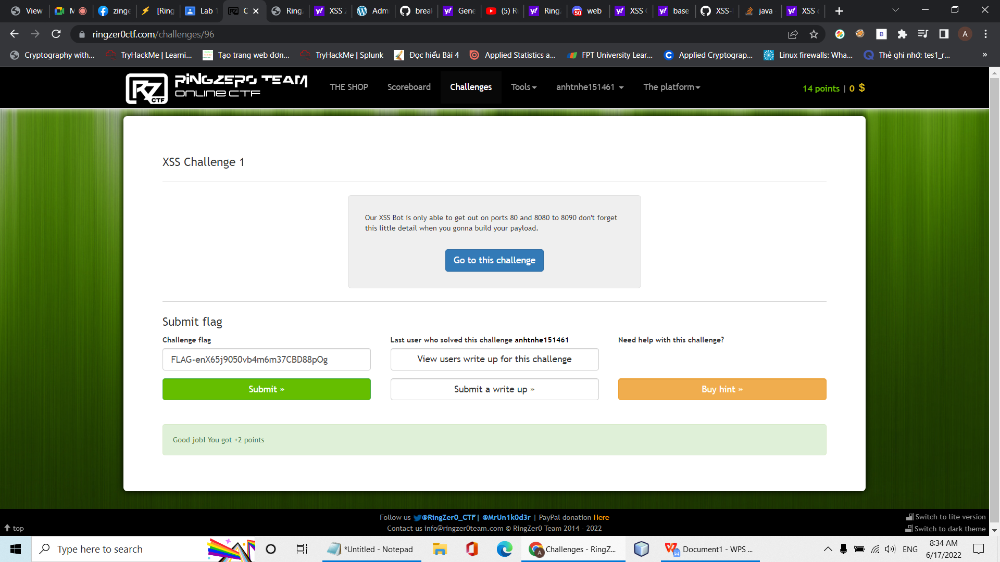 View
M
zinge
[Ring
Lab 1
C
Ring
XSS
Adm
brea
Gene
(5) R
Ring
50
web
XSS
base
XSS-
java
XSS
ringzer0ctf.com/challenges/96
B
A
Cryptography with...
TryHackMe | Learni...
Tạo trang web đơn...
TryHackMe | Splunk
Đọc hiểu Bài 4
Applied Statistics a...
FPT University Lear...
Applied Cryptograp...
Linux firewalls: Wha...
Thẻ ghi nhớ: tes1_r...
»
RZ CTF
RINGZER0 TEAM
ONLINE CTF
THE SHOP
Scoreboard
Challenges
Tools
anhtnhe151461
The platform
14 points | 0 $
XSS Challenge 1
Our XSS Bot is only able to get out on ports 80 and 8080 to 8090 don't forget
this little detail when you gonna build your payload.
Go to this challenge
Submit flag
Challenge flag
Last user who solved this challenge anhtnhe151461
Need help with this challenge?
FLAG-enX65j9050vb4m6m37CBD88pOg
View users write up for this challenge
Submit »
Submit a write up »
Buy hint »
Good job! You got +2 points
Follow us @RingZer0_CTF | @MrUn1k0d3r | PayPal donation Here
Contact us info@ringzer0team.com © RingZer0 Team 2014 - 2022
top
Switch to lite version
Switch to dark theme
Type here to search
*Untitled - Notepad
Challenges - RingZ...
Document1 - WPS ...
ENG
8:34 AM
6/17/2022